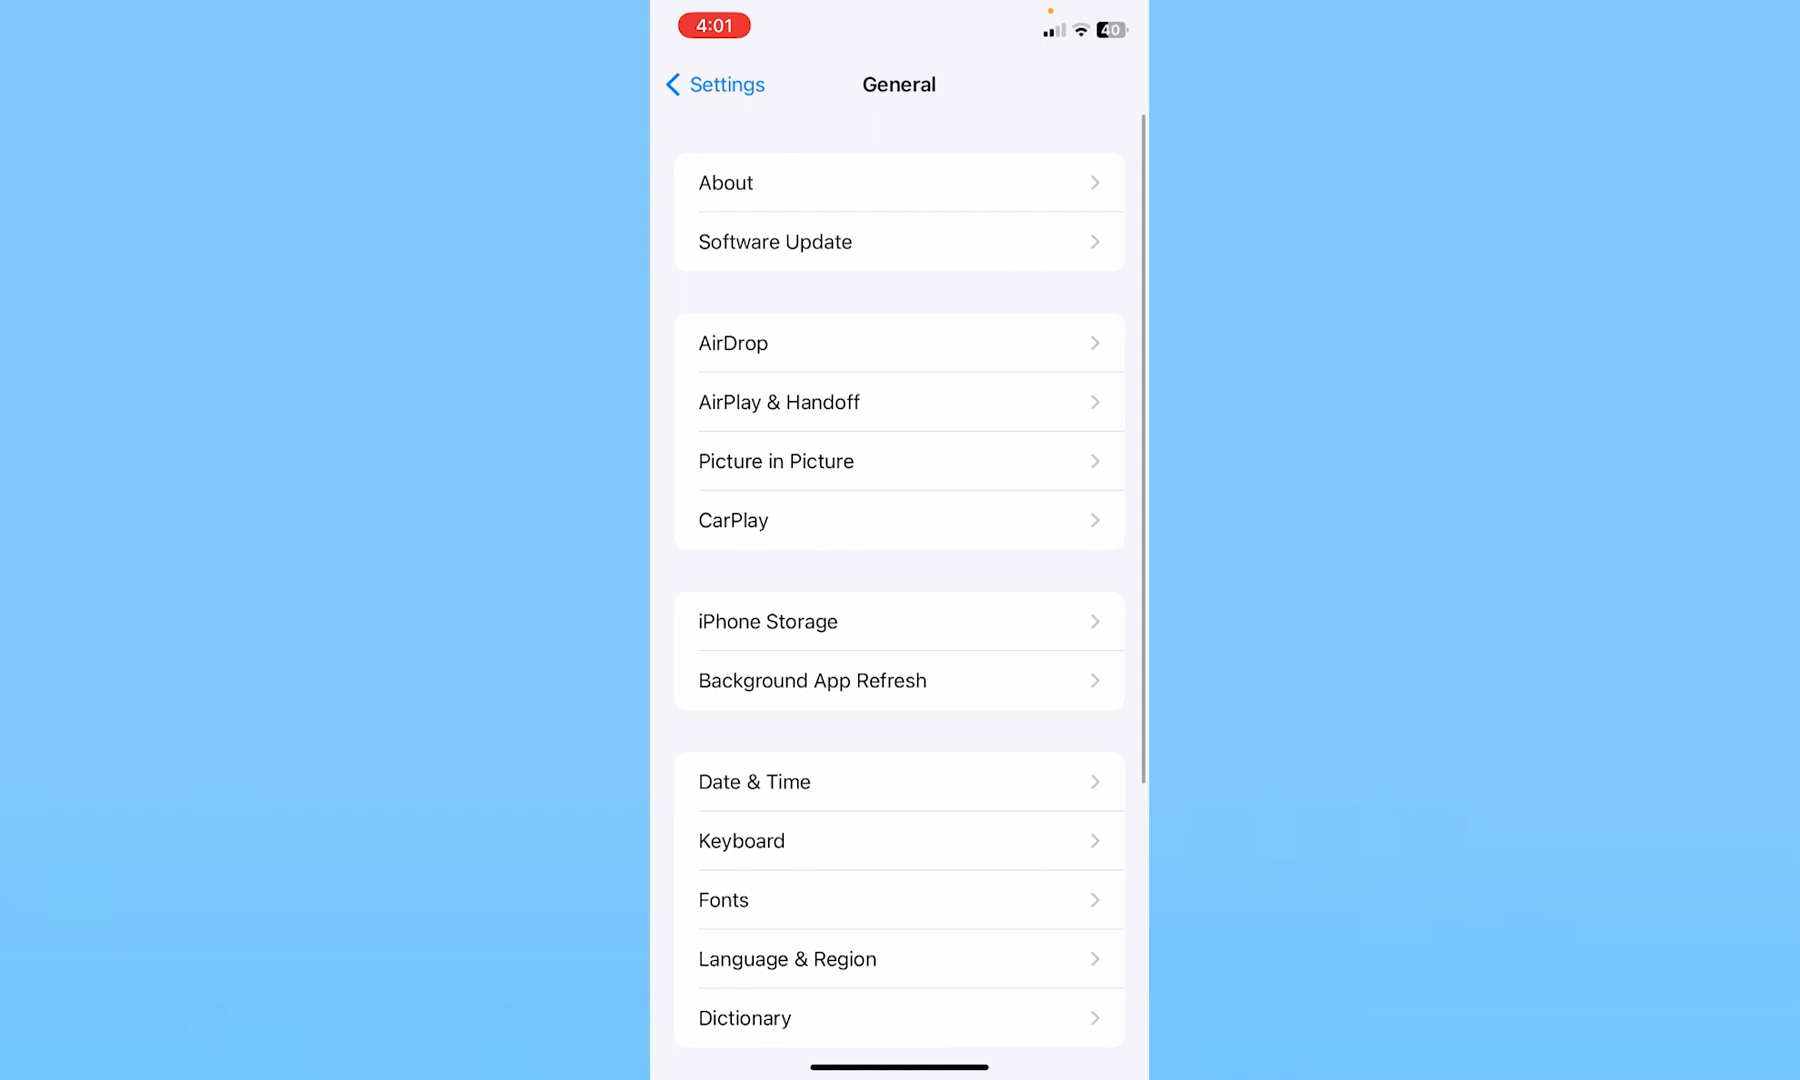 4:01
40
Settings
General
About
Software Update
AirDrop
AirPlay & Handoff
Picture in Picture
CarPlay
iPhone Storage
Background App Refresh
Date & Time
Keyboard
Fonts
Language & Region
Dictionary